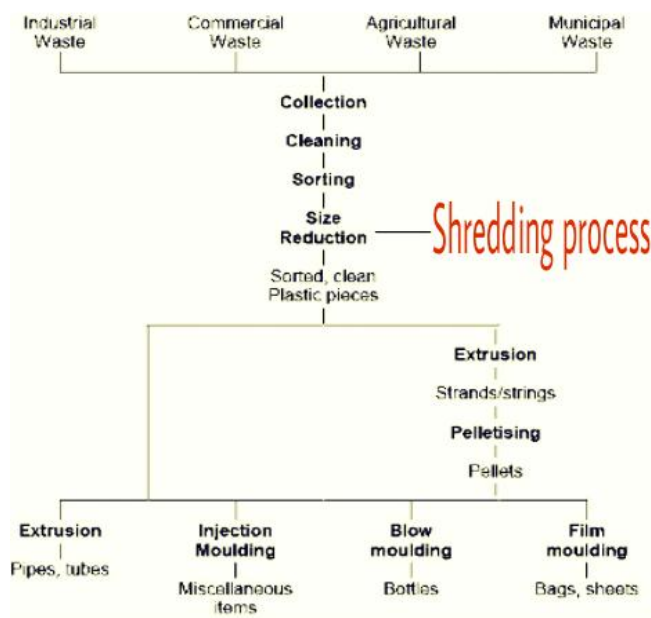 Industrial Waste
Commercial Waste
Agricultural Waste
Municipal Waste
Collection
Cleaning
Sorting
Size
Reduction
Shredding process
Sorted, clean
Plastic pieces
Extrusion
Strands/strings
Pelletising
Pellets
Extrusion
Pipes, tubes
Injection
Moulding
Miscellaneous
items
Blow
moulding
Bottles
Film
moulding
Bags, sheets